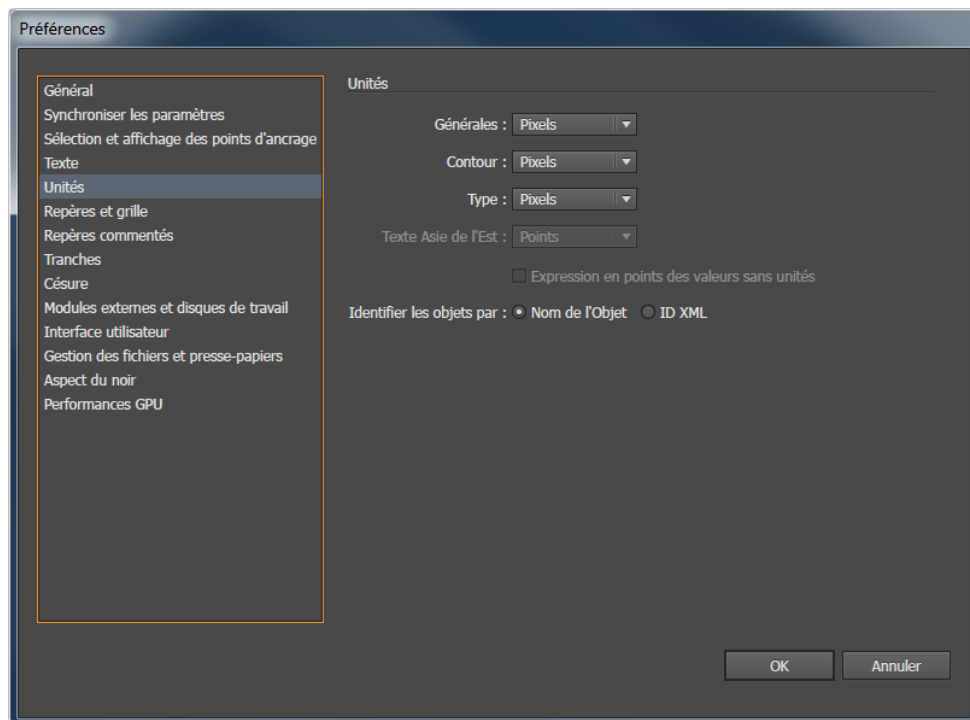 Préférences
Général
Synchroniser les paramètres
Sélection et affichage des points d'ancrage
Texte
Unités
Repères et grille
Repères commentés
Tranches
Césure
Modules externes et disques de travail
Interface utilisateur
Gestion des fichiers et presse-papiers
Aspect du noir
Performances GPU
Unités
Générales : Pixels
Contour : Pixels
Type : Pixels
Texte Asie de l'Est : Points
Expression en points des valeurs sans unités
Identifier les objets par : Nom de l'Objet ID XML
OK Annuler